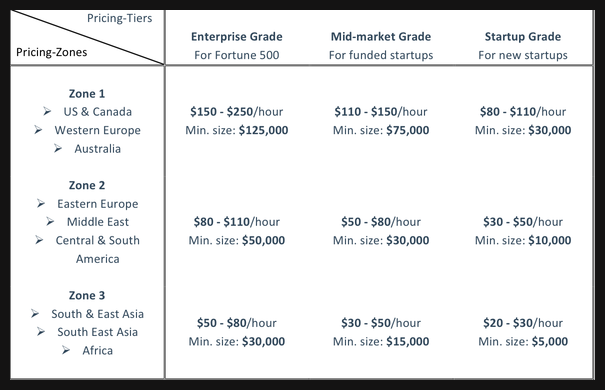 Pricing-Tiers
Pricing-Zones
Enterprise Grade
For Fortune 500
Mid-market Grade
For funded startups
Startup Grade
For new startups
Zone 1
➢ US & Canada
➢ Western Europe
➢ Australia
$150 - $250/hour
Min. size: $125,000
$110 - $150/hour
Min. size: $75,000
$80 - $110/hour
Min. size: $30,000
Zone 2
➢ Eastern Europe
➢ Middle East
➢ Central & South
America
$80 - $110/hour
Min. size: $50,000
$50 - $80/hour
Min. size: $30,000
$30 - $50/hour
Min. size: $10,000
Zone 3
➢ South & East Asia
➢ South East Asia
➢ Africa
$50 - $80/hour
Min. size: $30,000
$30 - $50/hour
Min. size: $15,000
$20 - $30/hour
Min. size: $5,000